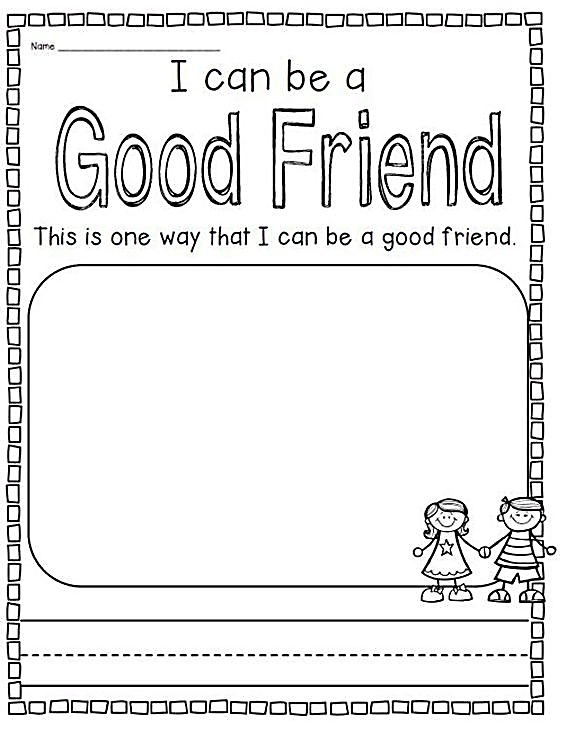 Name
I can be a
Good Friend
This is one way that I can be a good friend.